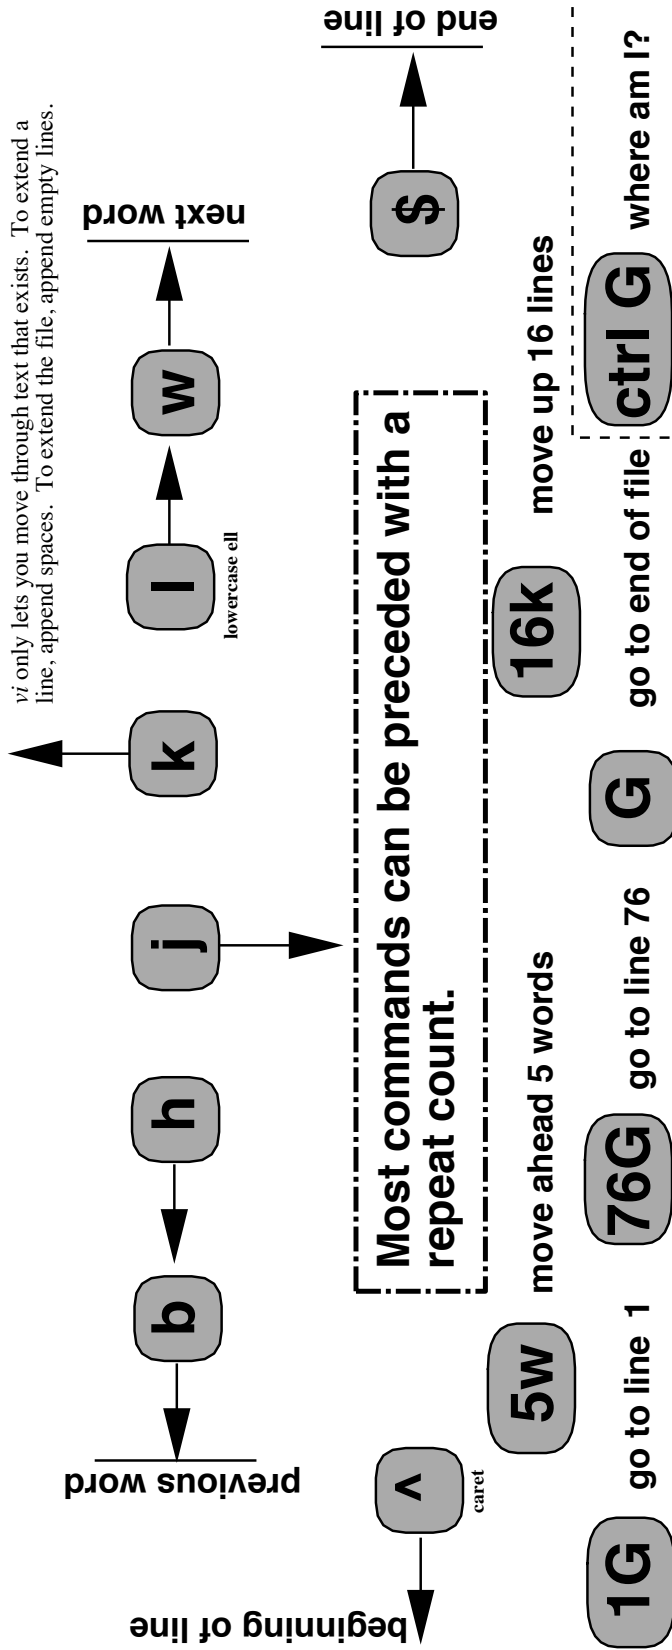 vi only lets you move through text that exists.  To extend a
line, append spaces.  To extend the file, append empty lines.
previous word
b
h
j
k
l
lowercase ell
w
next word
beginning of line
^
caret
Most commands can be preceded with a
repeat count.
$
end of line
5w move ahead 5 words
16k move up 16 lines
1G go to line 1
76G go to line 76
G go to end of file
ctrl G where am I?